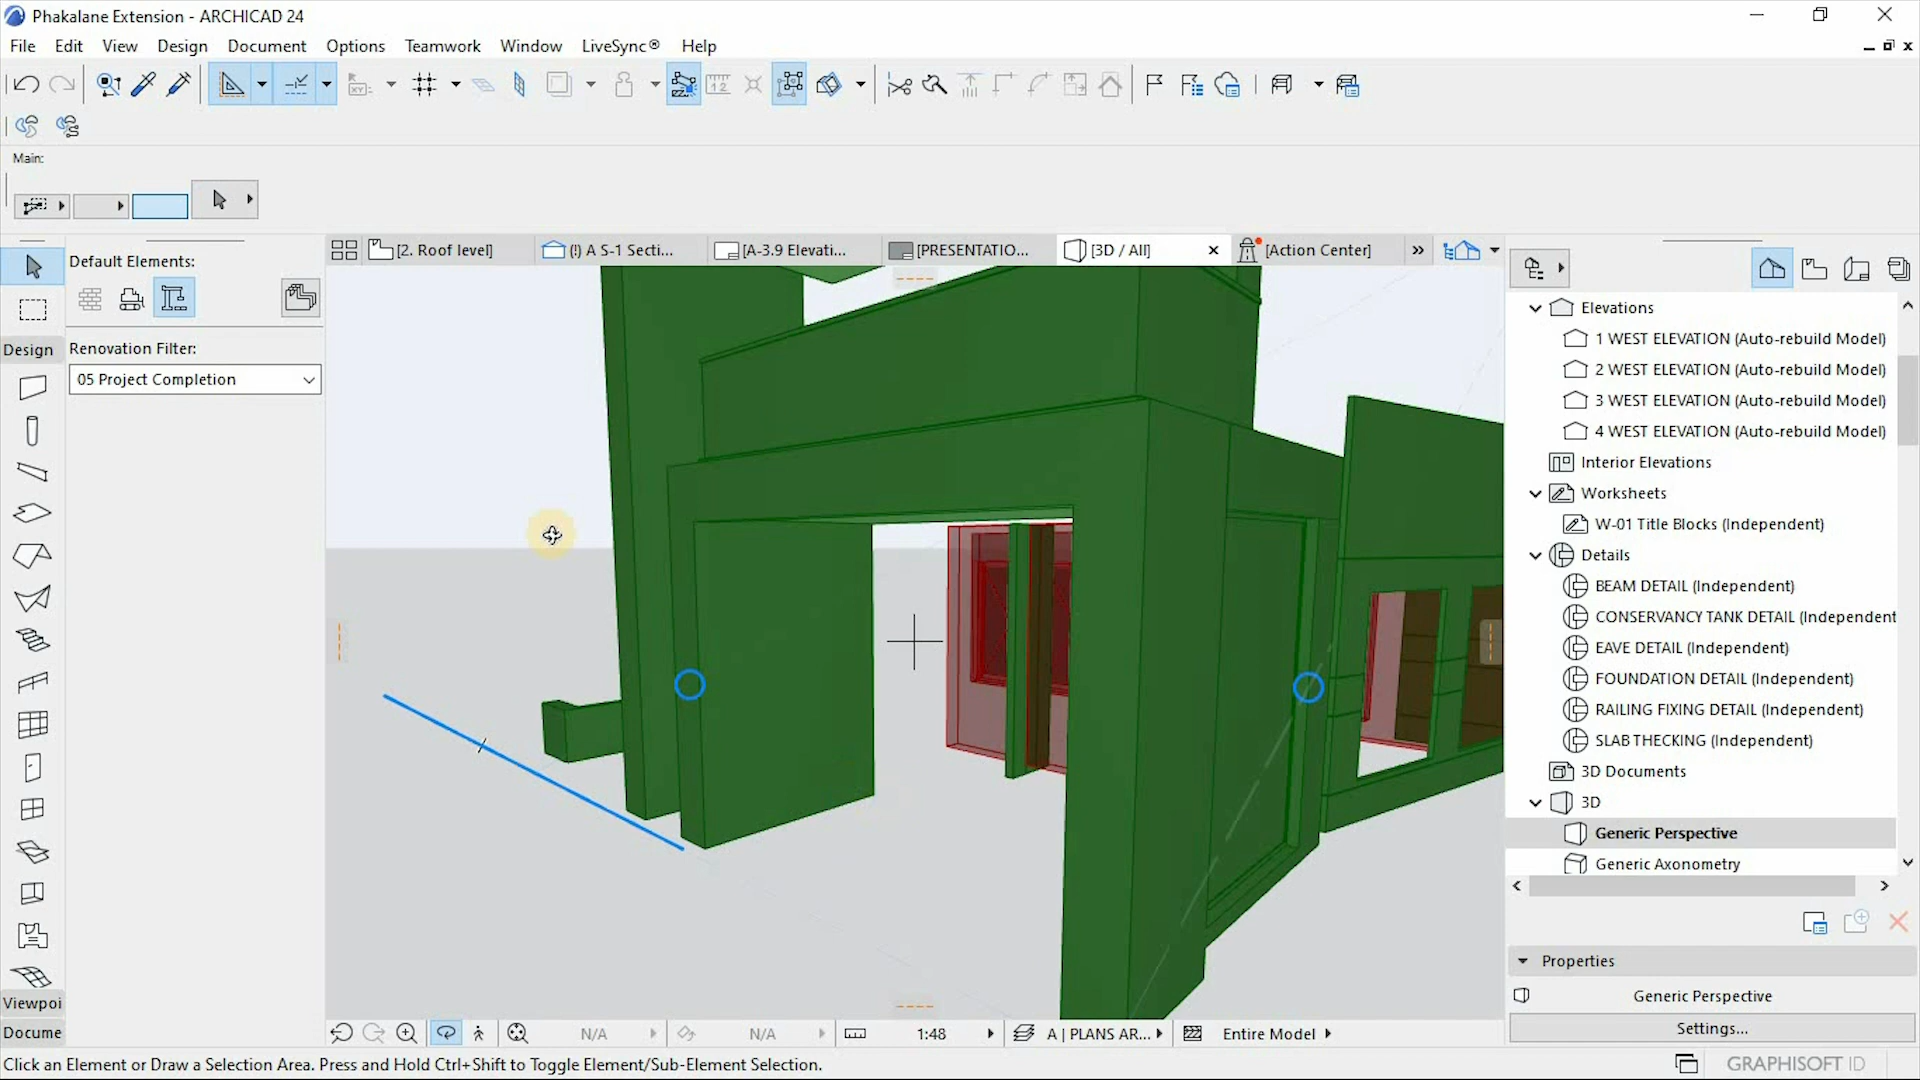 Phakalane Extension - ARCHICAD 24
File Edit View Design Document Options Teamwork Window LiveSync® Help
Main:
[2. Roof level] (!) A S-1 Secti... [A-3.9 Elevati... [PRESENTATIO... [3D / All] [Action Center]
Default Elements:
Design
Renovation Filter:
05 Project Completion
Viewpoi
Docume
Elevations
1 WEST ELEVATION (Auto-rebuild Model)
2 WEST ELEVATION (Auto-rebuild Model)
3 WEST ELEVATION (Auto-rebuild Model)
4 WEST ELEVATION (Auto-rebuild Model)
Interior Elevations
Worksheets
W-01 Title Blocks (Independent)
Details
BEAM DETAIL (Independent)
CONSERVANCY TANK DETAIL (Independent
EAVE DETAIL (Independent)
FOUNDATION DETAIL (Independent)
RAILING FIXING DETAIL (Independent)
SLAB THECKING (Independent)
3D Documents
3D
Generic Perspective
Generic Axonometry
Properties
Generic Perspective
Settings...
N/A N/A 1:48 A | PLANS AR... Entire Model
Click an Element or Draw a Selection Area. Press and Hold Ctrl+Shift to Toggle Element/Sub-Element Selection.
GRAPHISOFT ID